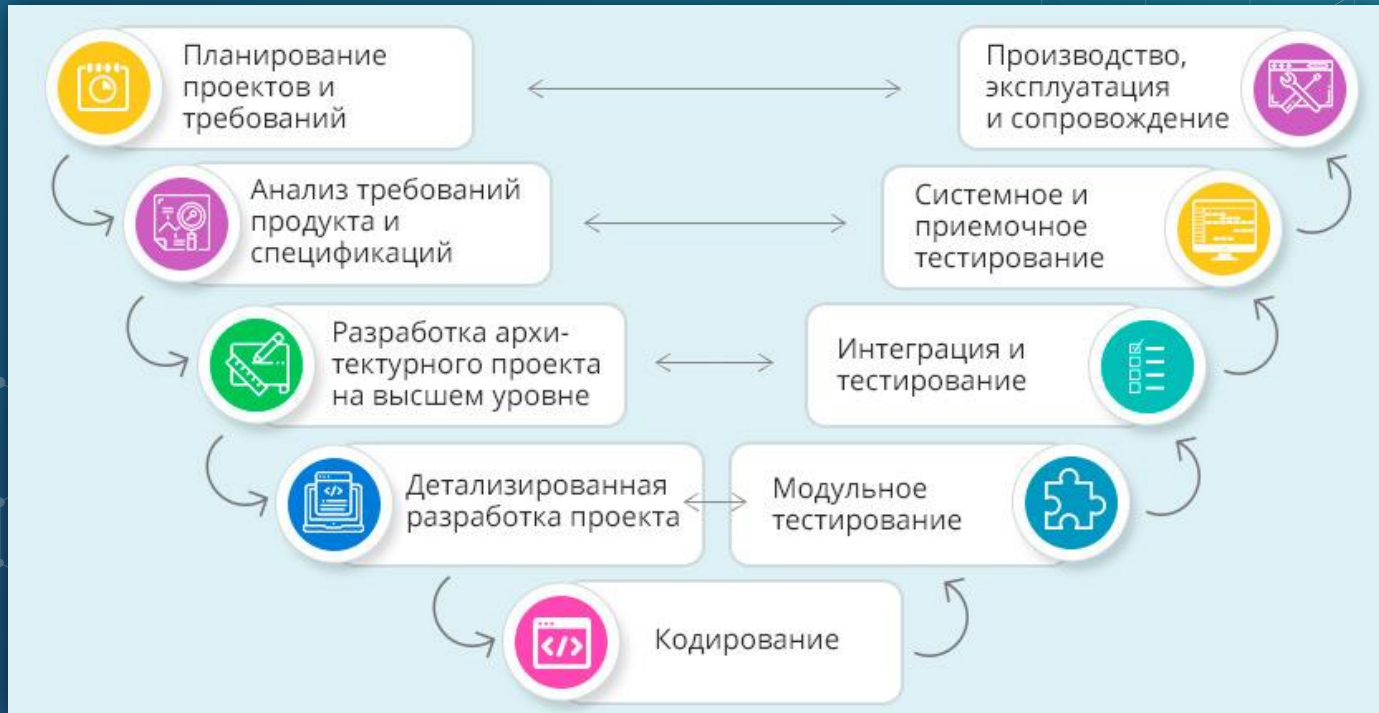 Планирование
проектов и
требований
Производство,
эксплуатация
и сопровождение
Анализ требований
продукта и
спецификаций
Системное и
приемочное
тестирование
Разработка архи-
тектурного проекта
на высшем уровне
Интеграция и
тестирование
Детализированная
разработка проекта
Модульное
тестирование
Кодирование